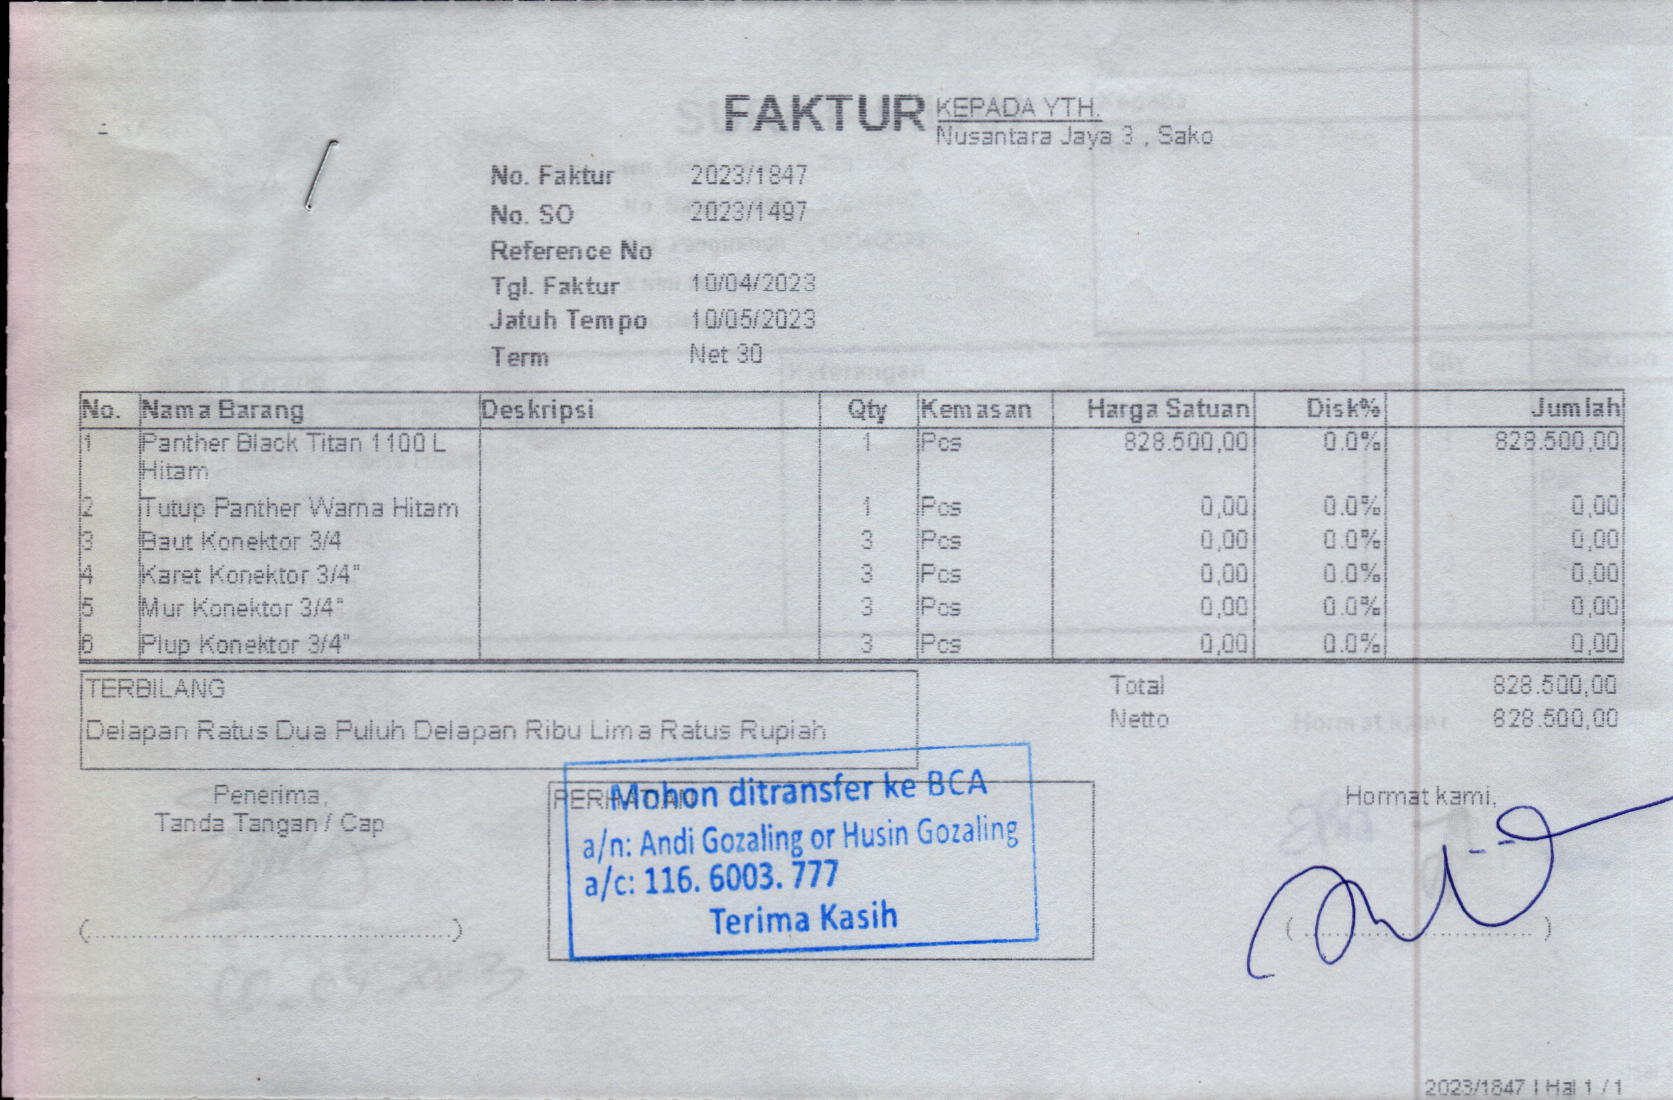 FAKTUR
KEPADA YTH.
Nusantara Jaya 3 , Sako
No. Faktur 2023/1847
No. SO 2023/1497
Reference No
Tgl. Faktur 10/04/2023
Jatuh Tempo 10/05/2023
Term Net 30
No. Nama Barang Deskripsi Qty Kemasan Harga Satuan Disk% Jumlah
1 Panther Black Titan 1100 L 1 Pcs 828.500,00 0.0% 828.500,00
Hitam
2 Tutup Panther Warna Hitam 1 Pcs 0,00 0.0% 0,00
3 Baut Konektor 3/4 3 Pcs 0,00 0.0% 0,00
4 Karet Konektor 3/4" 3 Pcs 0,00 0.0% 0,00
5 Mur Konektor 3/4" 3 Pcs 0,00 0.0% 0,00
6 Plup Konektor 3/4" 3 Pcs 0,00 0.0% 0,00
TERBILANG
Delapan Ratus Dua Puluh Delapan Ribu Lima Ratus Rupiah
Total 828.500,00
Netto 828.500,00
Penerima,
Tanda Tangan / Cap
(............................................)
Mohon ditransfer ke BCA
a/n: Andi Gozaling or Husin Gozaling
a/c: 116. 6003. 777
Terima Kasih
Hormat kami,
(..............................)
2023/1847 | Hal 1 / 1